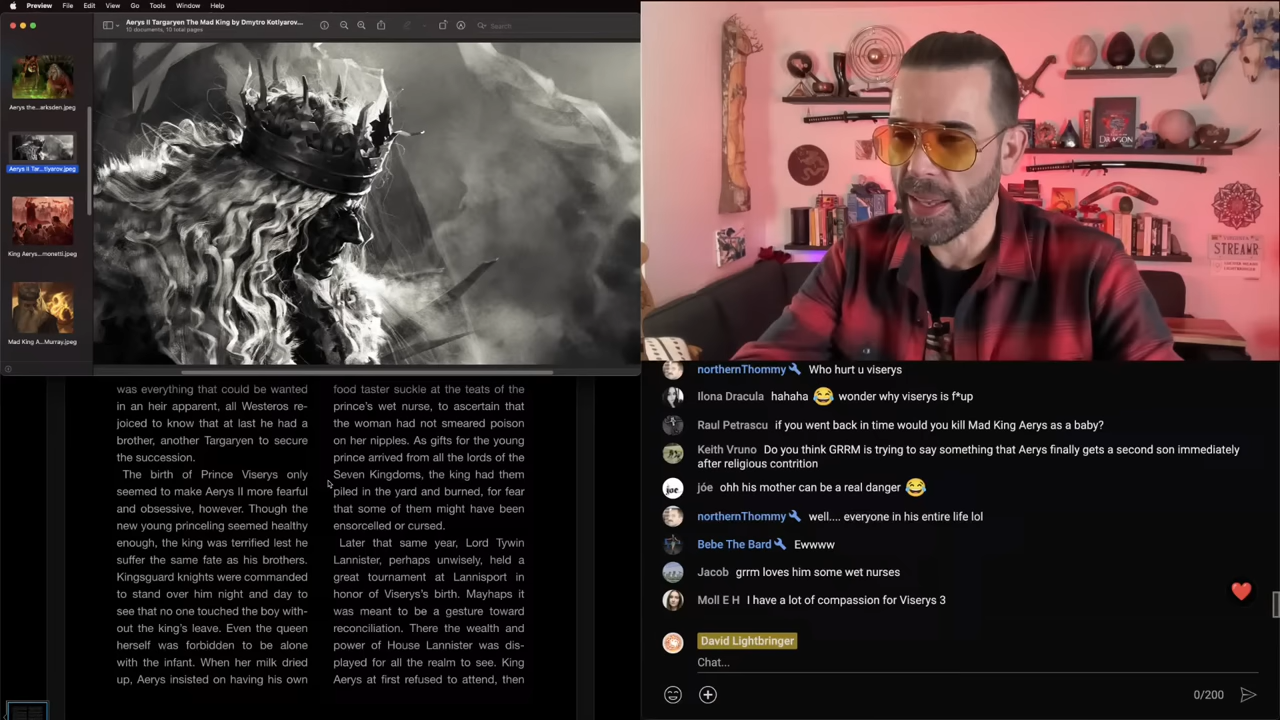 Preview File Edit View Go Tools Window Help
Aerys II Targaryen The Mad King by Dmytro Kotlyarov...
10 documents, 10 total pages
Search
Aerys the...arksden.jpeg
Aerys II Tar...tlyarov.jpeg
King Aerys...monetti.jpeg
Mad King A...Murray.jpeg
DRAGON
STREAMR
was everything that could be wanted
in an heir apparent, all Westeros re-
joiced to know that at last he had a
brother, another Targaryen to secure
the succession.
The birth of Prince Viserys only
seemed to make Aerys II more fearful
and obsessive, however. Though the
new young princeling seemed healthy
enough, the king was terrified lest he
suffer the same fate as his brothers.
Kingsguard knights were commanded
to stand over him night and day to
see that no one touched the boy with-
out the king's leave. Even the queen
herself was forbidden to be alone
with the infant. When her milk dried
up, Aerys insisted on having his own
food taster suckle at the teats of the
prince's wet nurse, to ascertain that
the woman had not smeared poison
on her nipples. As gifts for the young
prince arrived from all the lords of the
Seven Kingdoms, the king had them
piled in the yard and burned, for fear
that some of them might have been
ensorcelled or cursed.
Later that same year, Lord Tywin
Lannister, perhaps unwisely, held a
great tournament at Lannisport in
honor of Viserys's birth. Mayhaps it
was meant to be a gesture toward
reconciliation. There the wealth and
power of House Lannister was dis-
played for all the realm to see. King
Aerys at first refused to attend, then
northernThommy Who hurt u viserys
Ilona Dracula hahaha 😂 wonder why viserys is f*up
Raul Petrascu if you went back in time would you kill Mad King Aerys as a baby?
Keith Vruno Do you think GRRM is trying to say something that Aerys finally gets a second son immediately
after religious contrition
joe jóe ohh his mother can be a real danger 😂
northernThommy well.... everyone in his entire life lol
Bebe The Bard Ewwww
Jacob grrm loves him some wet nurses
Moll E H I have a lot of compassion for Viserys 3
David Lightbringer
Chat...
0/200